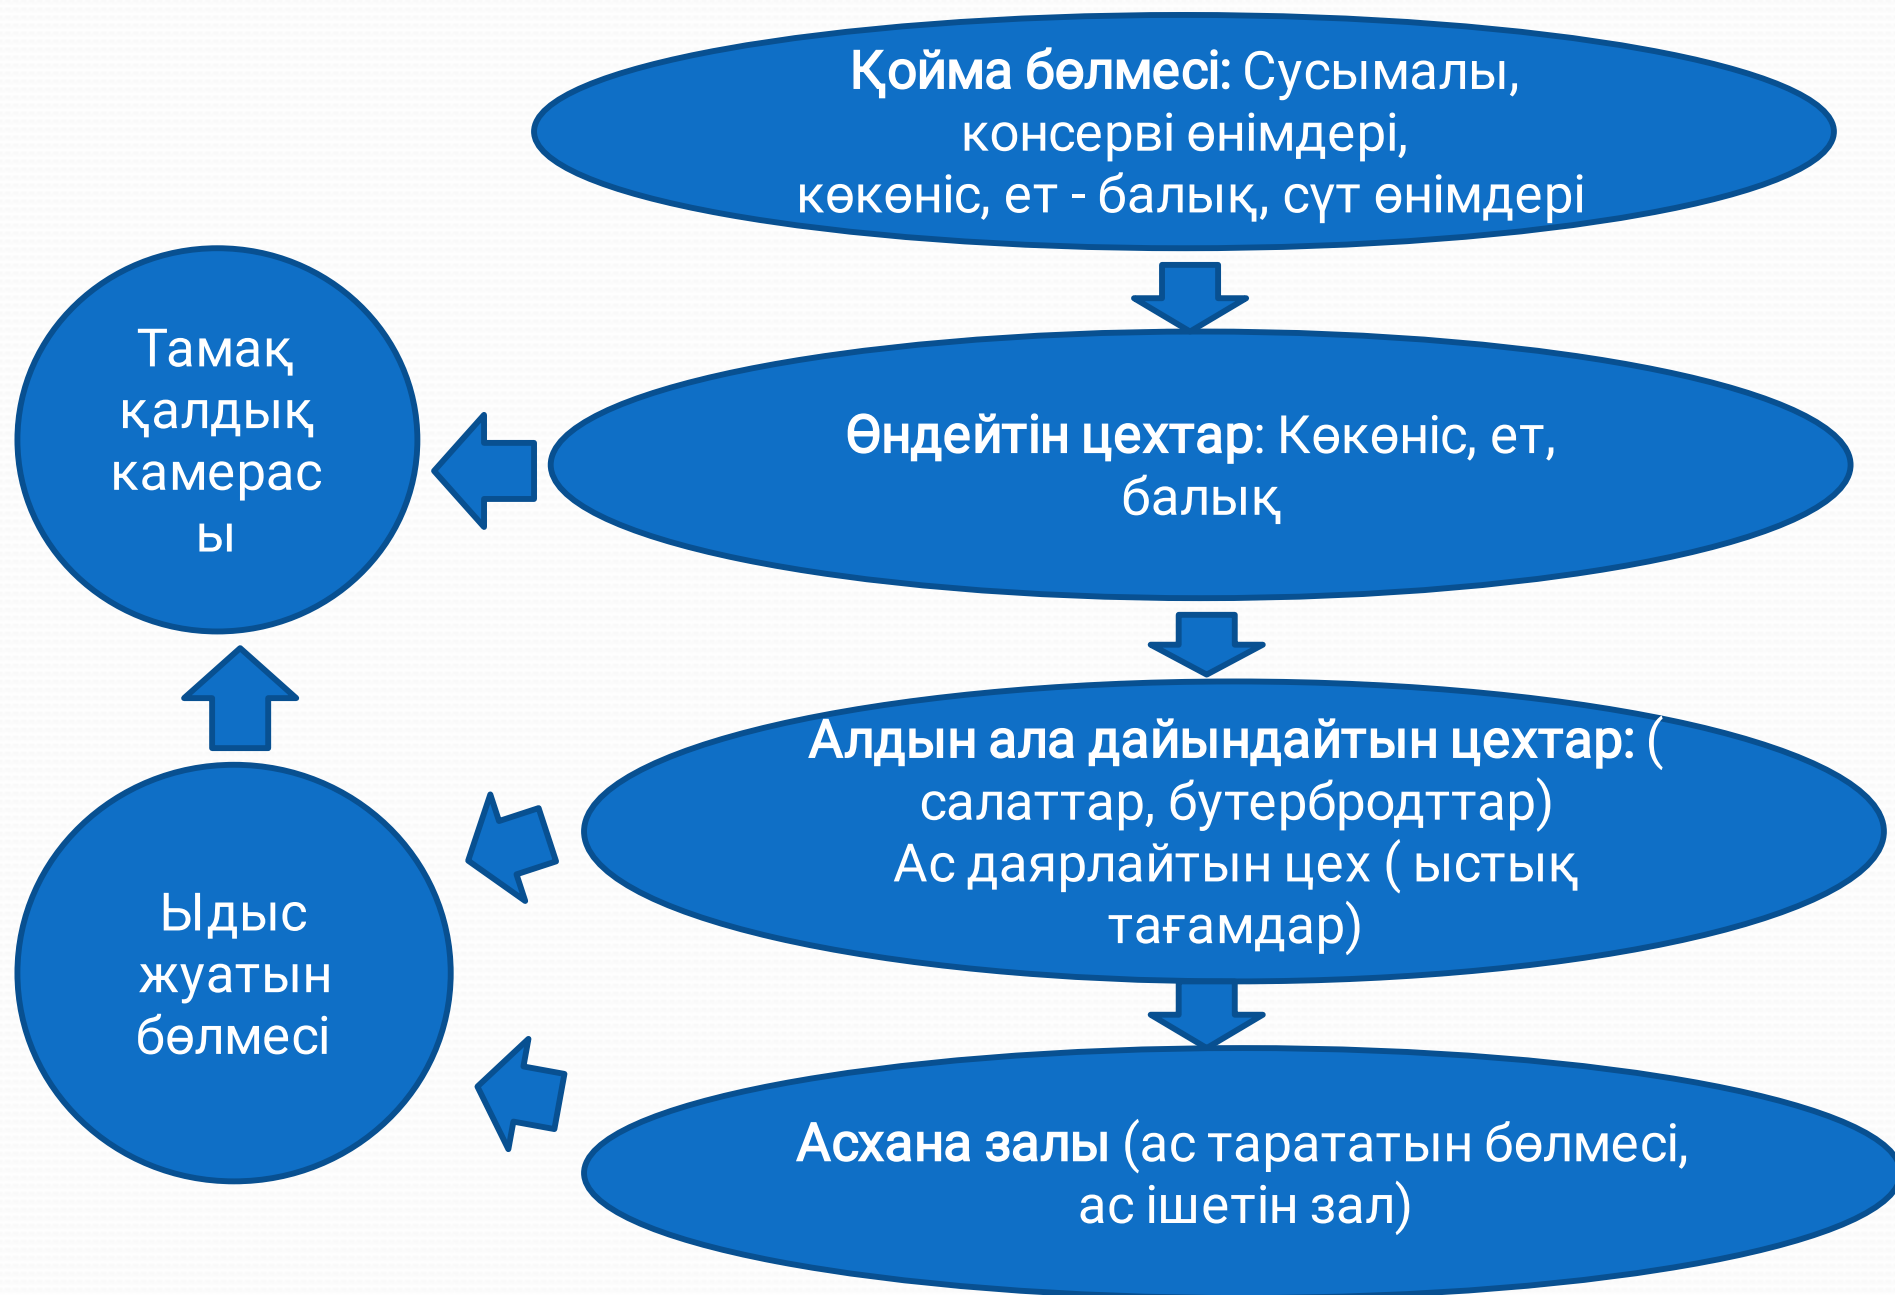 Қойма бөлмесі: Сусымалы,
консерві өнімдері,
көкөніс, ет - балық, сүт өнімдері
Тамақ
қалдық
камерас
ы
Өндейтін цехтар: Көкөніс, ет,
балық
Алдын ала дайындайтын цехтар: (
салаттар, бутербродттар)
Ас даярлайтын цех ( ыстық
тағамдар)
Ыдыс
жуатын
бөлмесі
Асхана залы (ас тарататын бөлмесі,
ас ішетін зал)